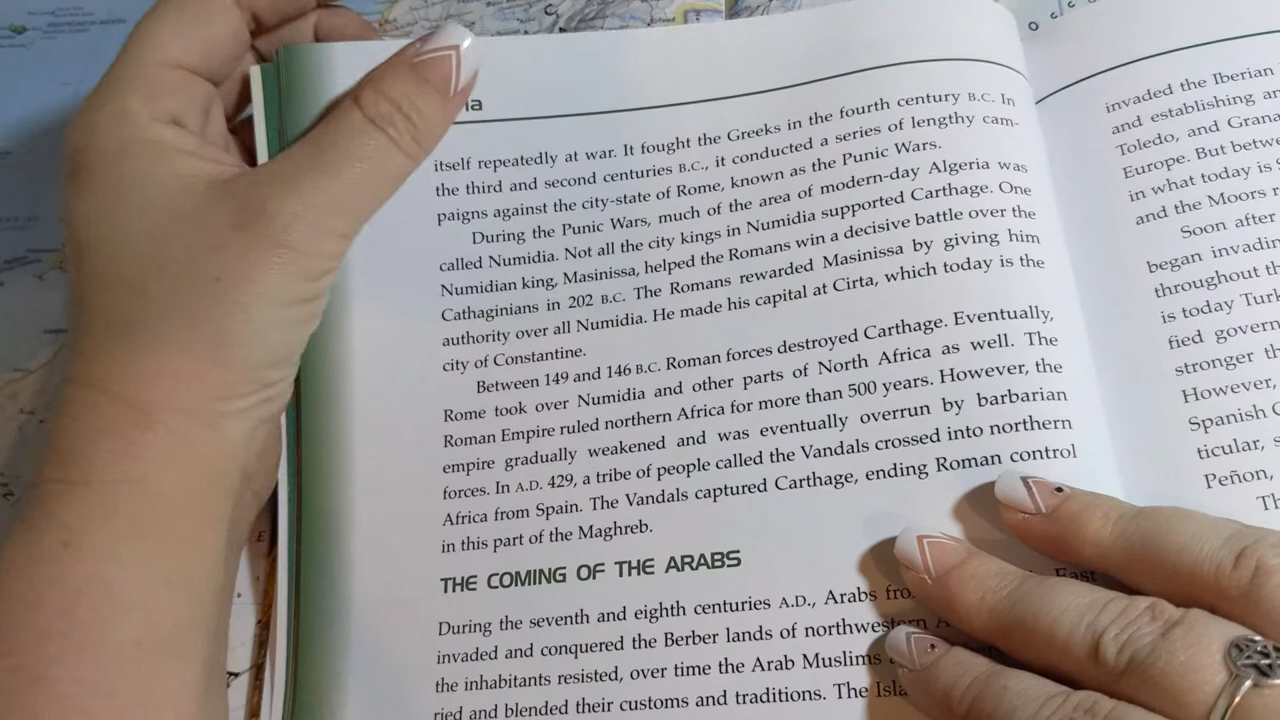 itself repeatedly at war. It fought the Greeks in the fourth century B.C. In
the third and second centuries B.C., it conducted a series of lengthy cam-
paigns against the city-state of Rome, known as the Punic Wars.
During the Punic Wars, much of the area of modern-day Algeria was
called Numidia. Not all the city kings in Numidia supported Carthage. One
Numidian king, Masinissa, helped the Romans win a decisive battle over the
Cathaginians in 202 B.C. The Romans rewarded Masinissa by giving him
authority over all Numidia. He made his capital at Cirta, which today is the
city of Constantine.
Between 149 and 146 B.C. Roman forces destroyed Carthage. Eventually,
Rome took over Numidia and other parts of North Africa as well. The
Roman Empire ruled northern Africa for more than 500 years. However, the
empire gradually weakened and was eventually overrun by barbarian
forces. In A.D. 429, a tribe of people called the Vandals crossed into northern
Africa from Spain. The Vandals captured Carthage, ending Roman control
in this part of the Maghreb.
THE COMING OF THE ARABS
During the seventh and eighth centuries A.D., Arabs East
invaded and conquered the Berber lands of northwestern
the inhabitants resisted, over time the Arab Muslims
ried and blended their customs and traditions. The
invaded the Iberian
and establishing
Toledo, and
Europe. But
in what today is
and the Moors
Soon after
began
throughout
is today
fied
stronger
However,
Spanish
Peñon,